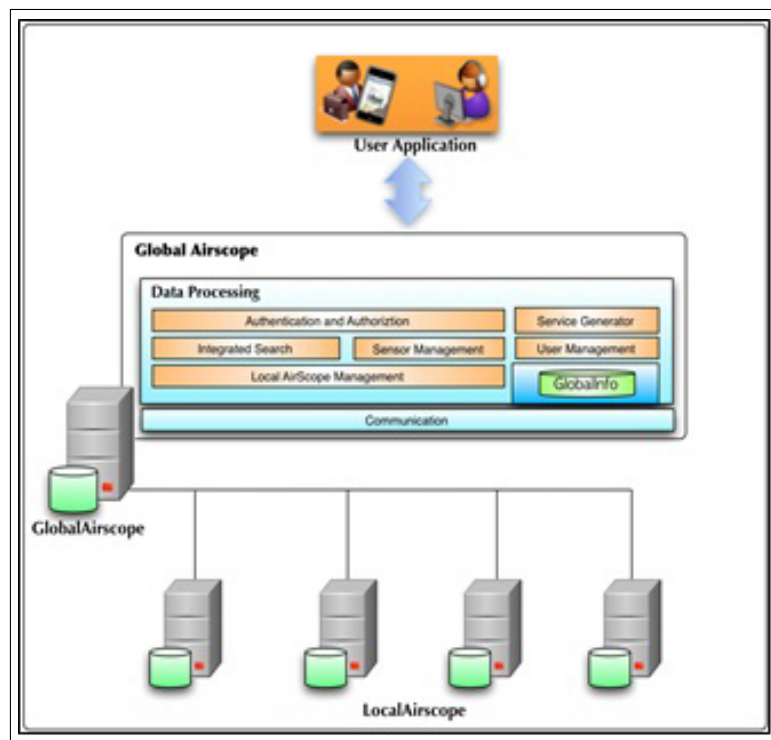 User Application
Global Airscope
Data Processing
Authentication and Authoriztion
Service Generator
Integrated Search
Sensor Management
User Management
Local AirScope Management
GlobalInfo
Communication
GlobalAirscope
LocalAirscope